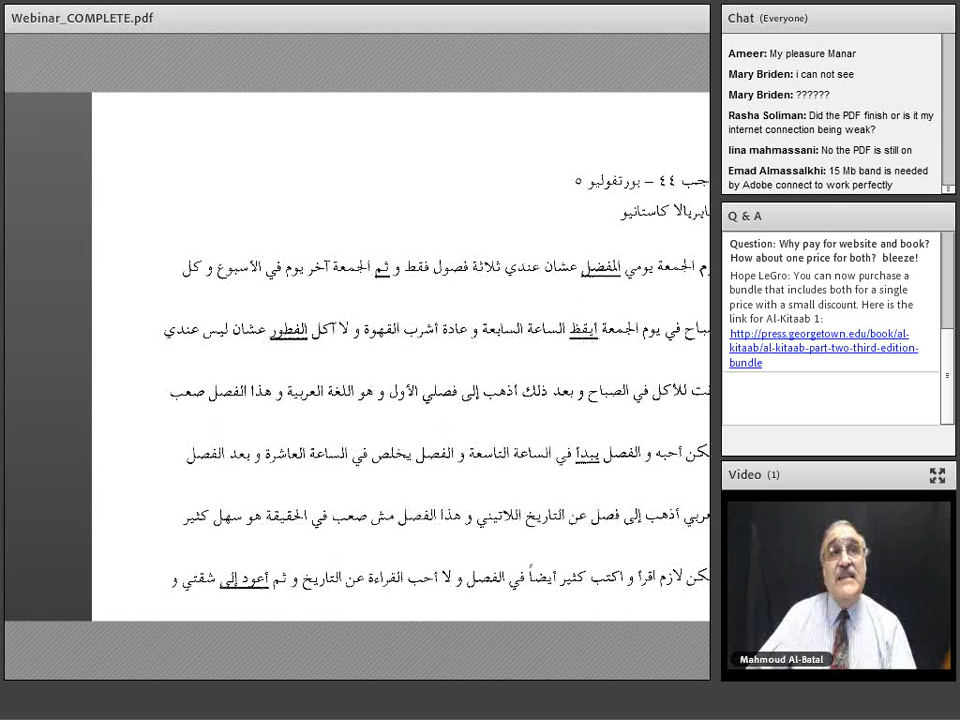 Webinar_COMPLETE.pdf
٤٤ – بورتفوليو ٥
كاستانيو
الجمعة يومي المفضل عشان عندي ثلاثة فصول فقط و ثم الجمعة آخر يوم في الأسبوع و كل
في يوم الجمعة أيقظ الساعة السابعة و عادة أشرب القهوة و لا آكل الفطور عشان ليس عندي
للأكل في الصباح و بعد ذلك أذهب إلى فصلي الأول و هو اللغة العربية و هذا الفصل صعب
أحبه و الفصل يبدأ في الساعة التاسعة و الفصل يخلص في الساعة العاشرة و بعد الفصل
أذهب إلى فصل عن التاريخ اللاتيني و هذا الفصل مش صعب في الحقيقة هو سهل كثير
لازم اقرأ و اكتب كثير أيضاً في الفصل و لا أحب القراءة عن التاريخ و ثم أعود إلى شقتي و
Chat (Everyone)
Ameer: My pleasure Manar
Mary Briden: i can not see
Mary Briden: ??????
Rasha Soliman: Did the PDF finish or is it my
internet connection being weak?
lina mahmassani: No the PDF is still on
Emad Almassalkhi: 15 Mb band is needed
by Adobe connect to work perfectly
Q & A
Question: Why pay for website and book?
How about one price for both? bleeze!
Hope LeGro: You can now purchase a
bundle that includes both for a single
price with a small discount. Here is the
link for Al-Kitaab 1:
http://press.georgetown.edu/book/al-
kitaab/al-kitaab-part-two-third-edition-
bundle
Video (1)
Mahmoud Al-Batal